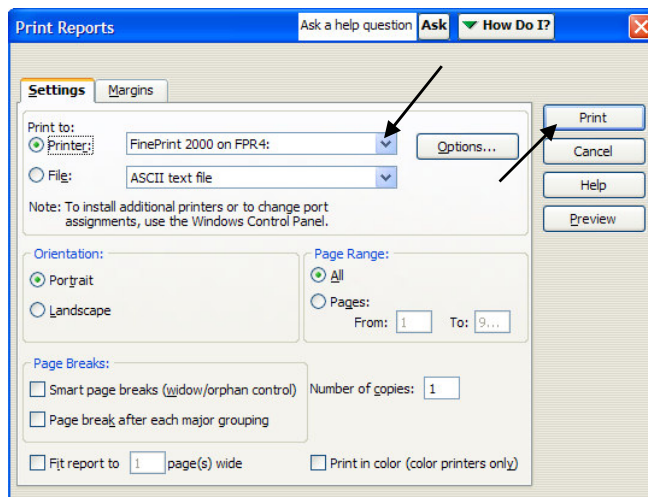 Print Reports Ask a help question Ask How Do I?
Settings Margins
Print to:
Printer: FinePrint 2000 on FPR4: Options...
File: ASCII text file
Note: To install additional printers or to change port
assignments, use the Windows Control Panel.
Print
Cancel
Help
Preview
Orientation:
Portrait
Landscape
Page Range:
All
Pages:
From: 1 To: 9...
Page Breaks:
Smart page breaks (widow/orphan control)
Page break after each major grouping
Number of copies: 1
Fit report to 1 page(s) wide
Print in color (color printers only)